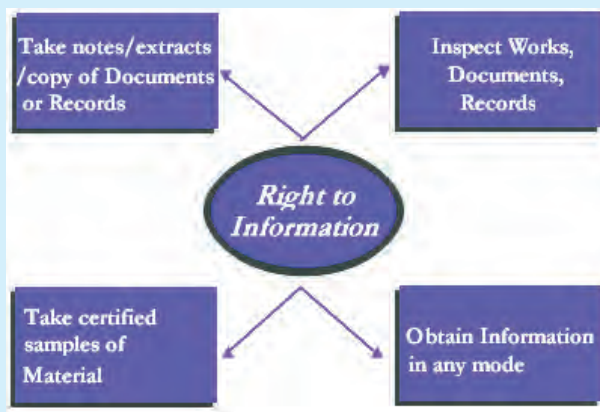 Take notes/extracts
/copy of Documents
or Records
Inspect Works,
Documents,
Records
Right to
Information
Take certified
samples of
Material
Obtain Information
in any mode